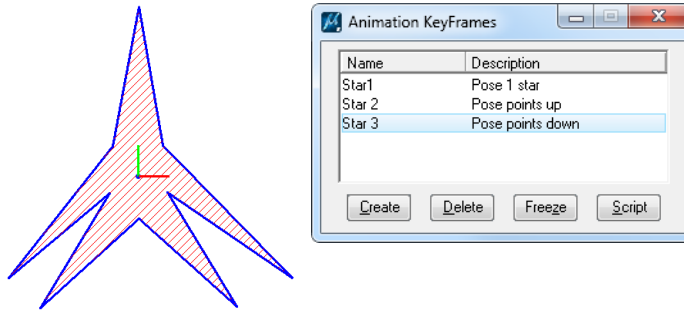 Animation KeyFrames
Name Description
Star1 Pose 1 star
Star 2 Pose points up
Star 3 Pose points down
Create Delete Freeze Script